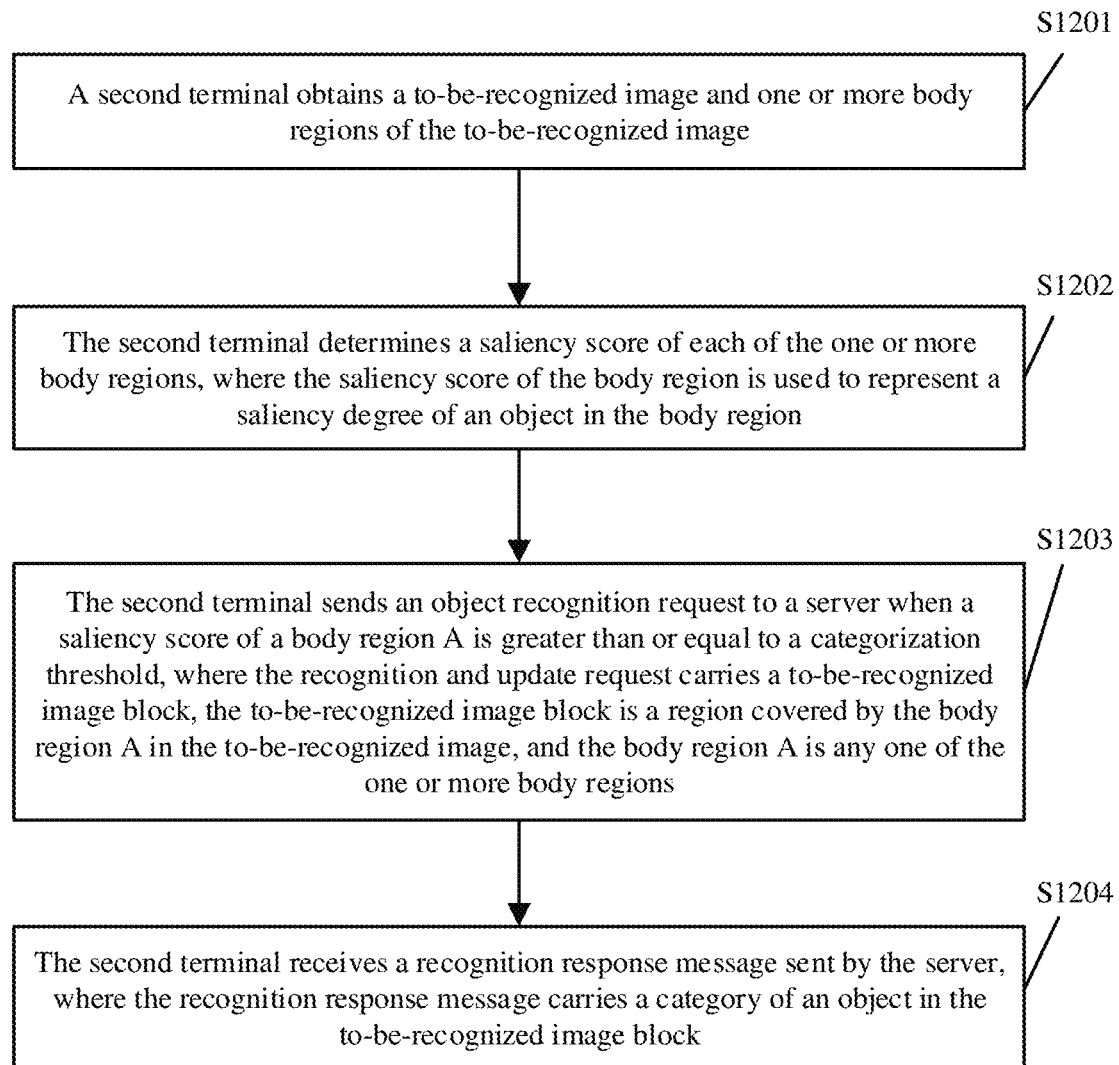 S1201
A second terminal obtains a to-be-recognized image and one or more body
regions of the to-be-recognized image
S1202
The second terminal determines a saliency score of each of the one or more
body regions, where the saliency score of the body region is used to represent a
saliency degree of an object in the body region
S1203
The second terminal sends an object recognition request to a server when a
saliency score of a body region A is greater than or equal to a categorization
threshold, where the recognition and update request carries a to-be-recognized
image block, the to-be-recognized image block is a region covered by the body
region A in the to-be-recognized image, and the body region A is any one of the
one or more body regions
S1204
The second terminal receives a recognition response message sent by the server,
where the recognition response message carries a category of an object in the
to-be-recognized image block